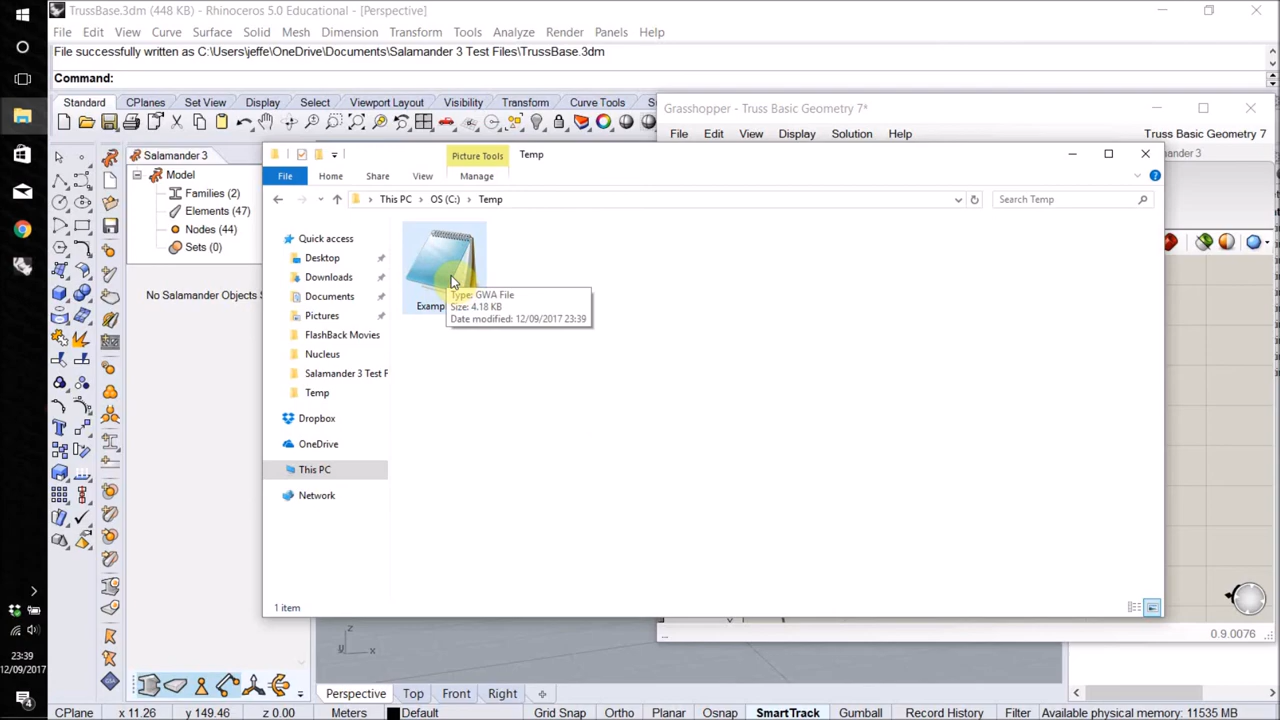 TrussBase.3dm (448 KB) - Rhinoceros 5.0 Educational - [Perspective]
File Edit View Curve Surface Solid Mesh Dimension Transform Tools Analyze Render Panels Help
File successfully written as C:\Users\jeffe\OneDrive\Documents\Salamander 3 Test Files\TrussBase.3dm
Command:
Standard CPlanes Set View Display Select Viewport Layout Visibility Transform Curve Tools
Grasshopper - Truss Basic Geometry 7*
File Edit View Display Solution Help Truss Basic Geometry 7
Salamander 3
Model
Families (2)
Elements (47)
Nodes (44)
Sets (0)
No Salamander Objects
Picture Tools Temp
File Home Share View Manage
This PC OS (C:) Temp
Search Temp
Quick access
Desktop
Downloads
Documents
Pictures
FlashBack Movies
Nucleus
Salamander 3 Test F
Temp
Dropbox
OneDrive
This PC
Network
Examp
Type: GWA File
Size: 4.18 KB
Date modified: 12/09/2017 23:39
1 item
0.9.0076
z
x
23:39
12/09/2017
4
GSA
Perspective Top Front Right
CPlane x 11.26 y 149.46 z 0.00 Meters Default Grid Snap Ortho Planar Osnap SmartTrack Gumball Record History Filter Available physical memory: 11535 MB